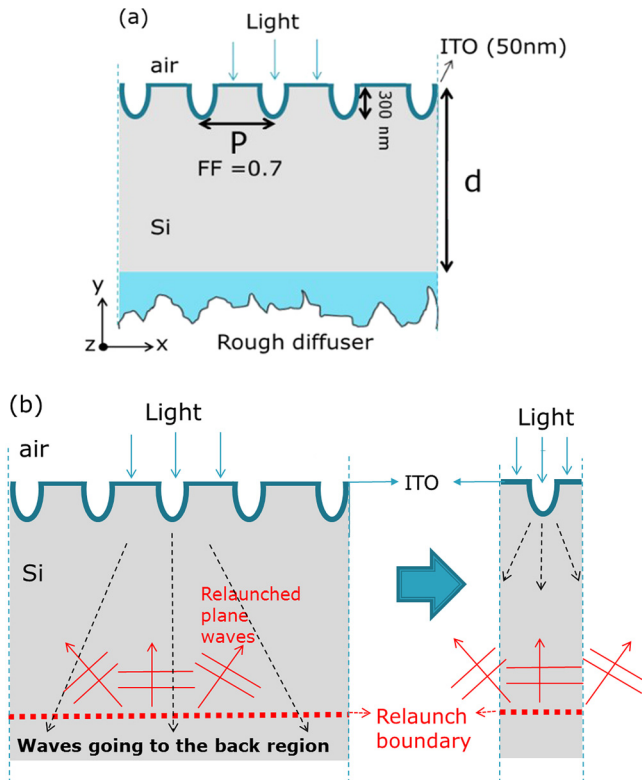 (a)
Light
ITO (50nm)
air
300 nm
P
FF =0.7
d
Si
y
z
x
Rough diffuser
(b)
Light
Light
air
ITO
Si
Relaunched
plane
waves
Relaunch
boundary
Waves going to the back region